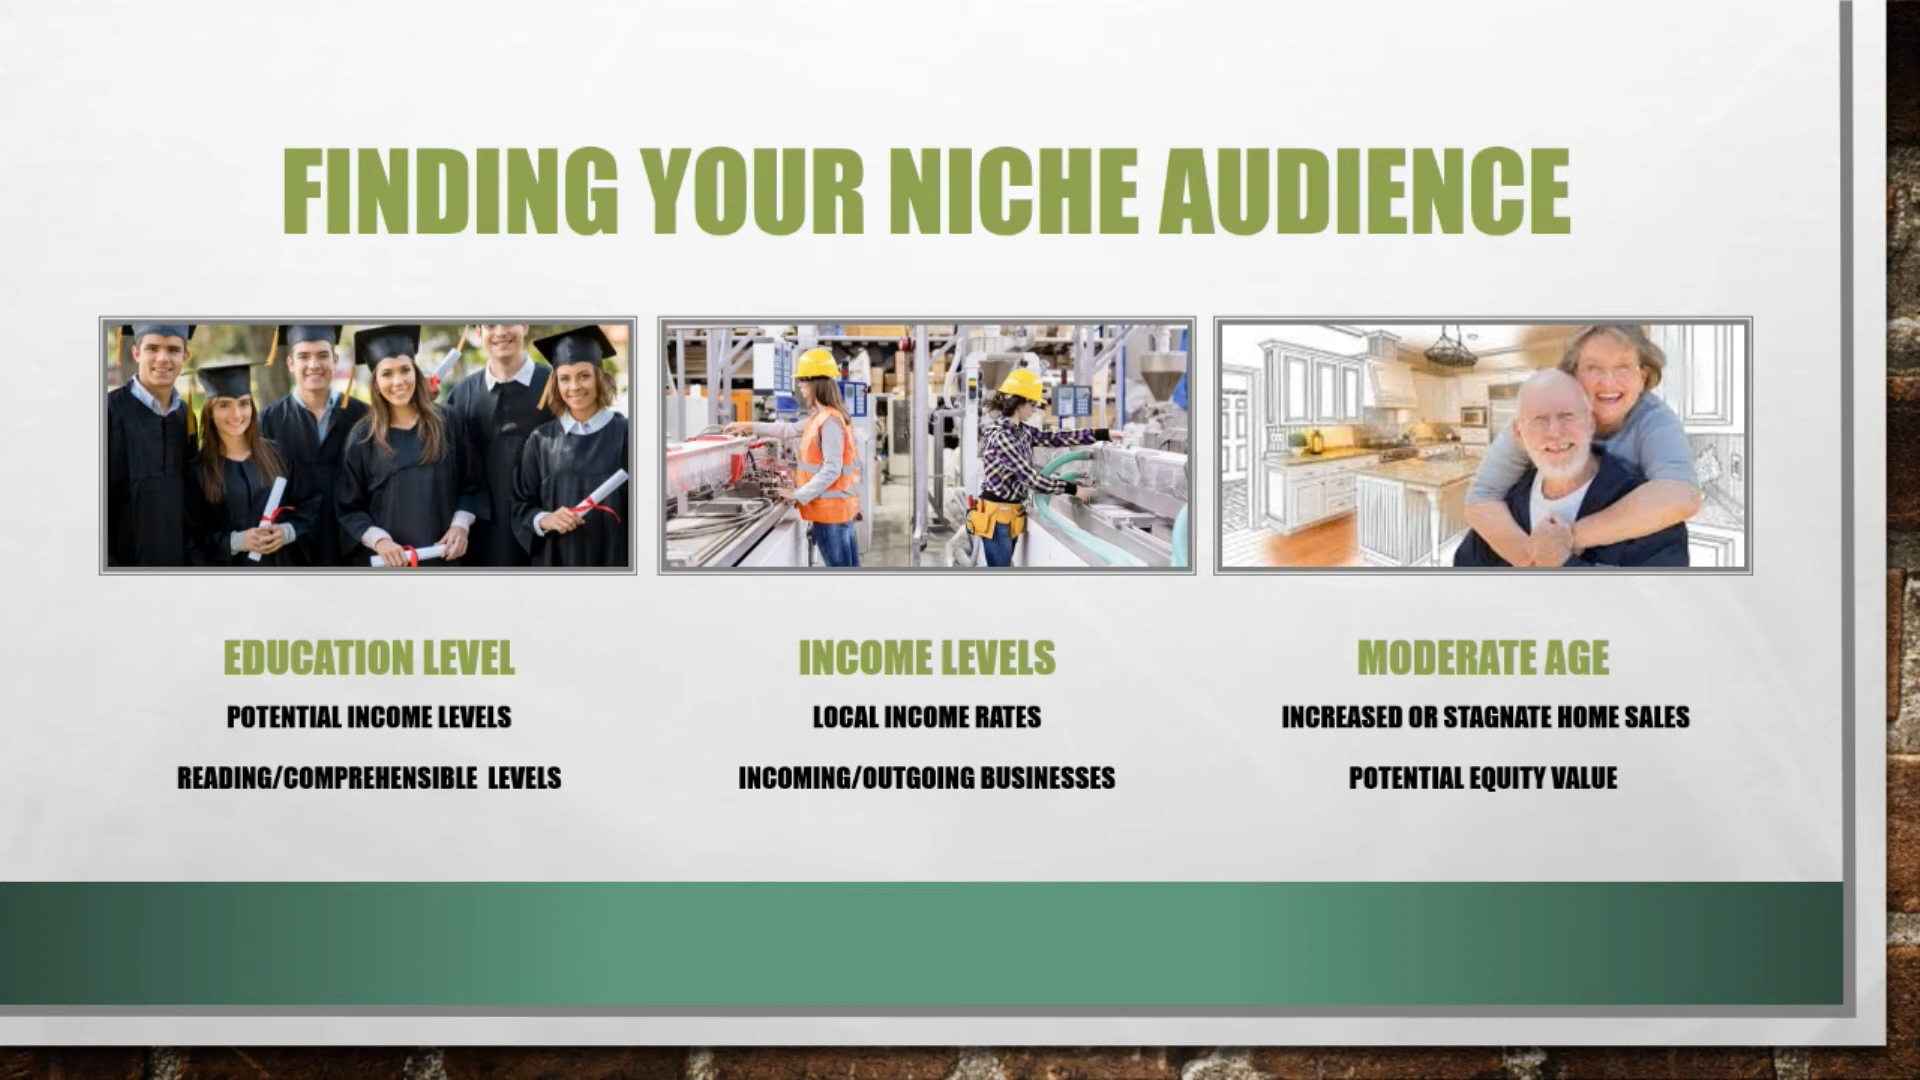 FINDING YOUR NICHE AUDIENCE
EDUCATION LEVEL
POTENTIAL INCOME LEVELS
READING/COMPREHENSIBLE LEVELS
INCOME LEVELS
LOCAL INCOME RATES
INCOMING/OUTGOING BUSINESSES
MODERATE AGE
INCREASED OR STAGNATE HOME SALES
POTENTIAL EQUITY VALUE